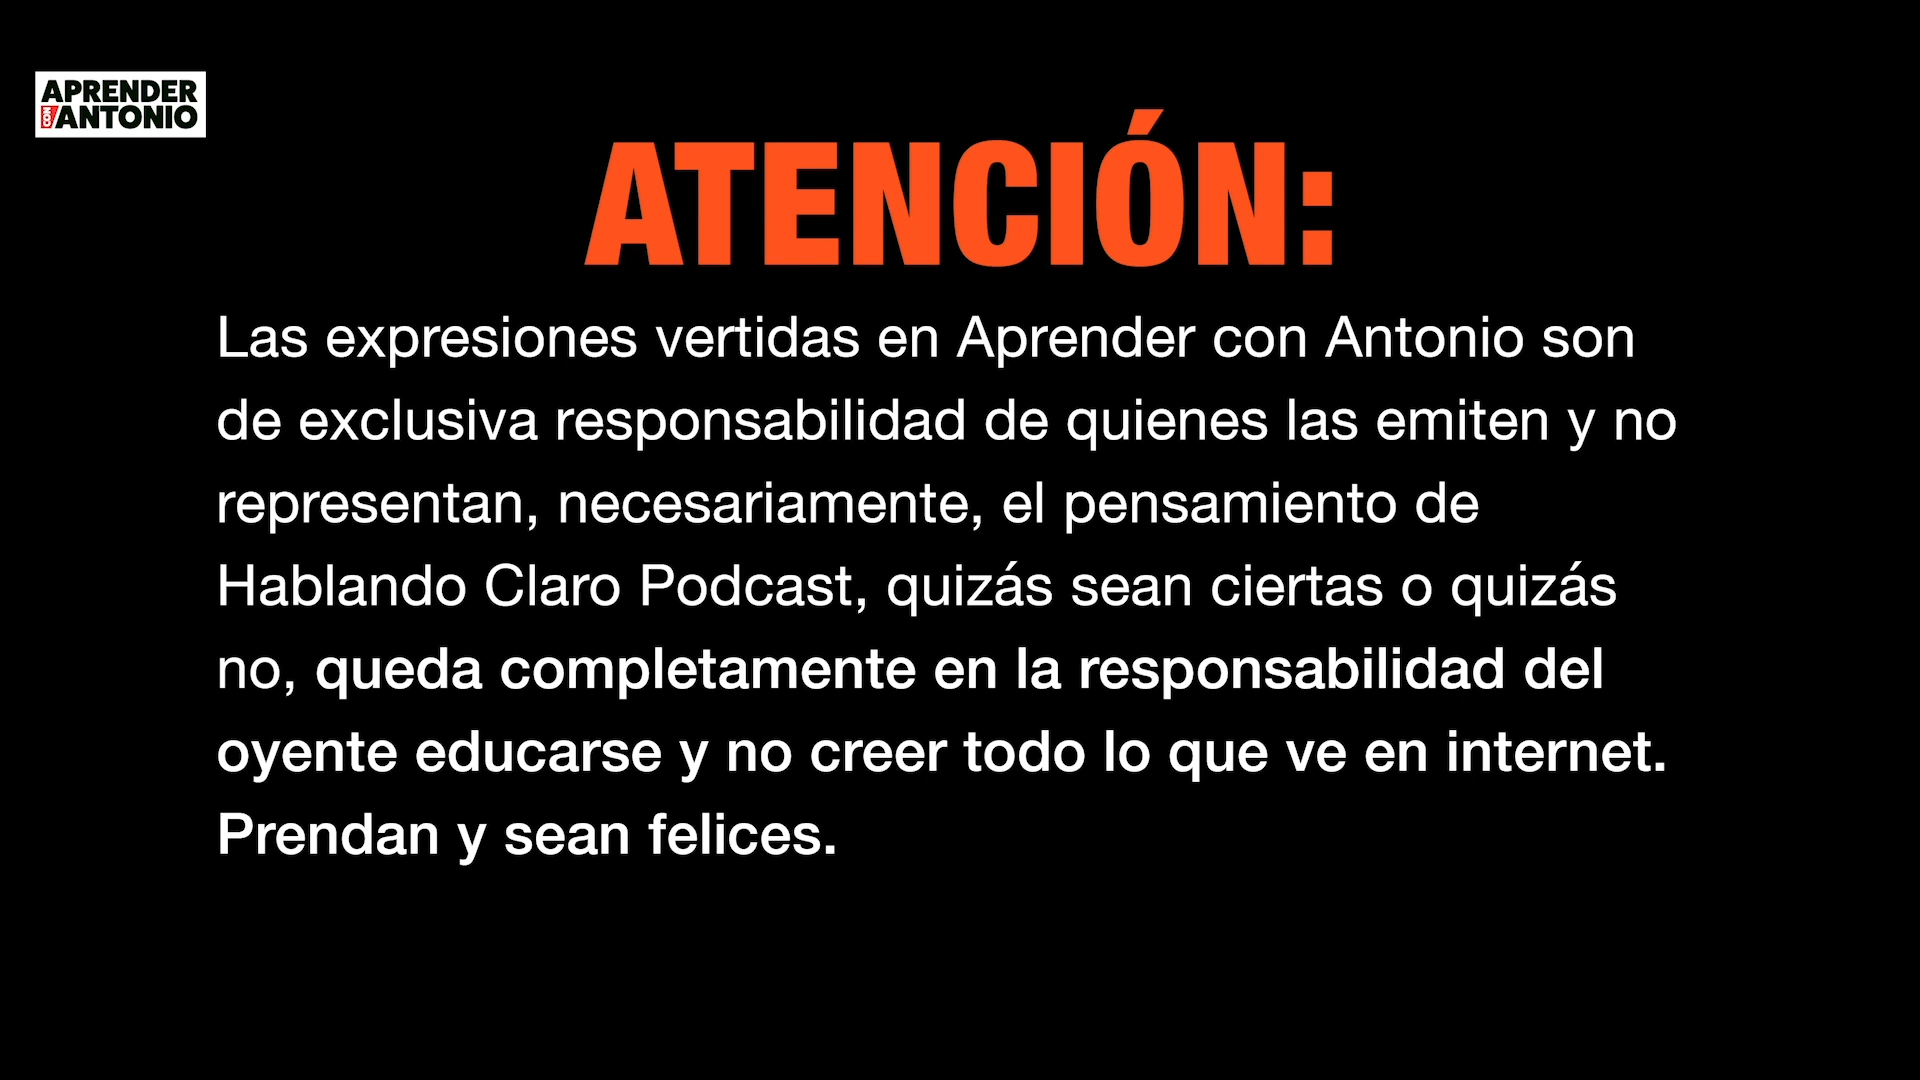 APRENDER
CON ANTONIO
ATENCIÓN:
Las expresiones vertidas en Aprender con Antonio son
de exclusiva responsabilidad de quienes las emiten y no
representan, necesariamente, el pensamiento de
Hablando Claro Podcast, quizás sean ciertas o quizás
no, queda completamente en la responsabilidad del
oyente educarse y no creer todo lo que ve en internet.
Prendan y sean felices.